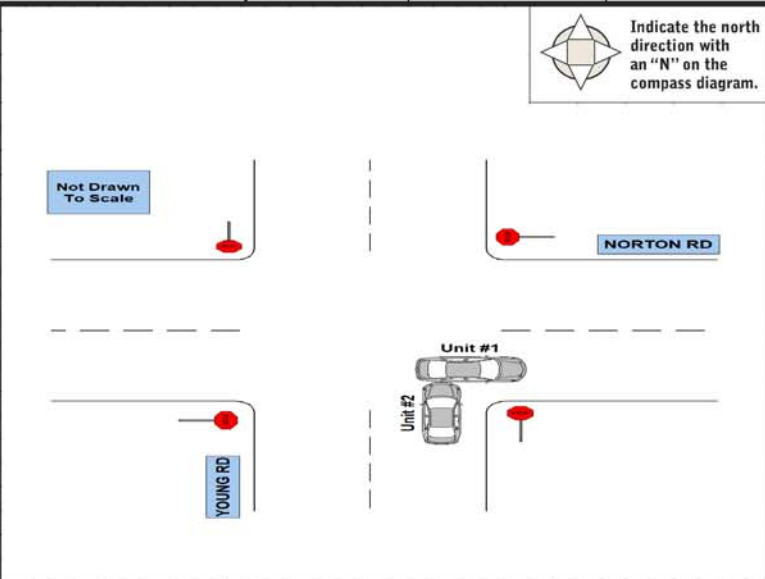 Indicate the north
direction with
an “N” on the
compass diagram.
Not Drawn
To Scale
NORTON RD
Unit #1
Unit #2
YOUNG RD